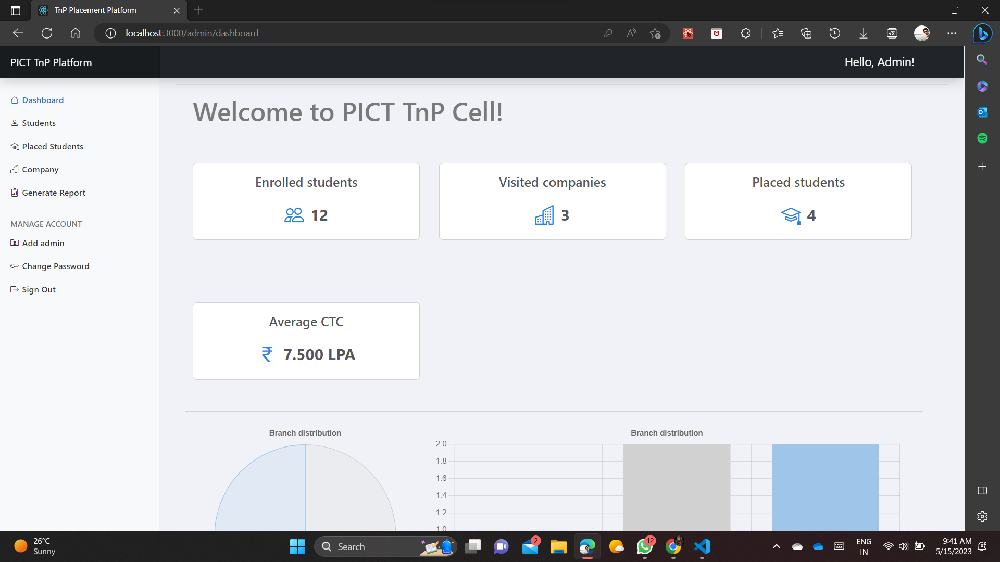 TnP Placement Platform
localhost:3000/admin/dashboard
PICT TnP Platform
Hello, Admin!
Dashboard
Students
Placed Students
Company
Generate Report
MANAGE ACCOUNT
Add admin
Change Password
Sign Out
Welcome to PICT TnP Cell!
Enrolled students
12
Visited companies
3
Placed students
4
Average CTC
₹ 7.500 LPA
Branch distribution
Branch distribution
2.0
1.8
1.6
1.4
1.2
1.0
26°C
Sunny
Search
2
12
ENG
IN
9:41 AM
5/15/2023